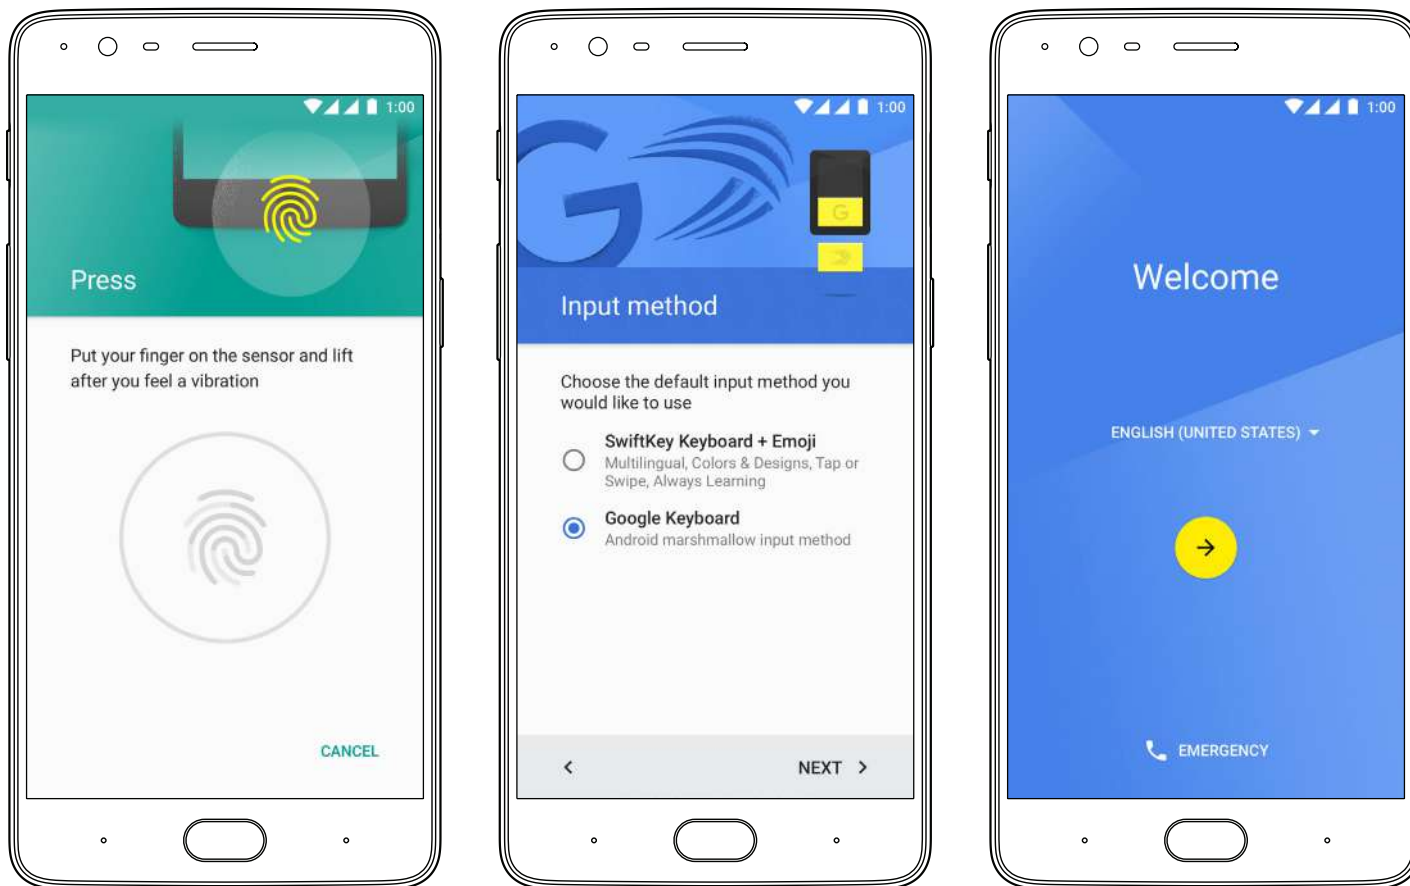 1:00
Press
Put your finger on the sensor and lift
after you feel a vibration
CANCEL
1:00
G
G
Input method
Choose the default input method you
would like to use
SwiftKey Keyboard + Emoji
Multilingual, Colors & Designs, Tap or
Swipe, Always Learning
Google Keyboard
Android marshmallow input method
NEXT
1:00
Welcome
ENGLISH (UNITED STATES)
EMERGENCY